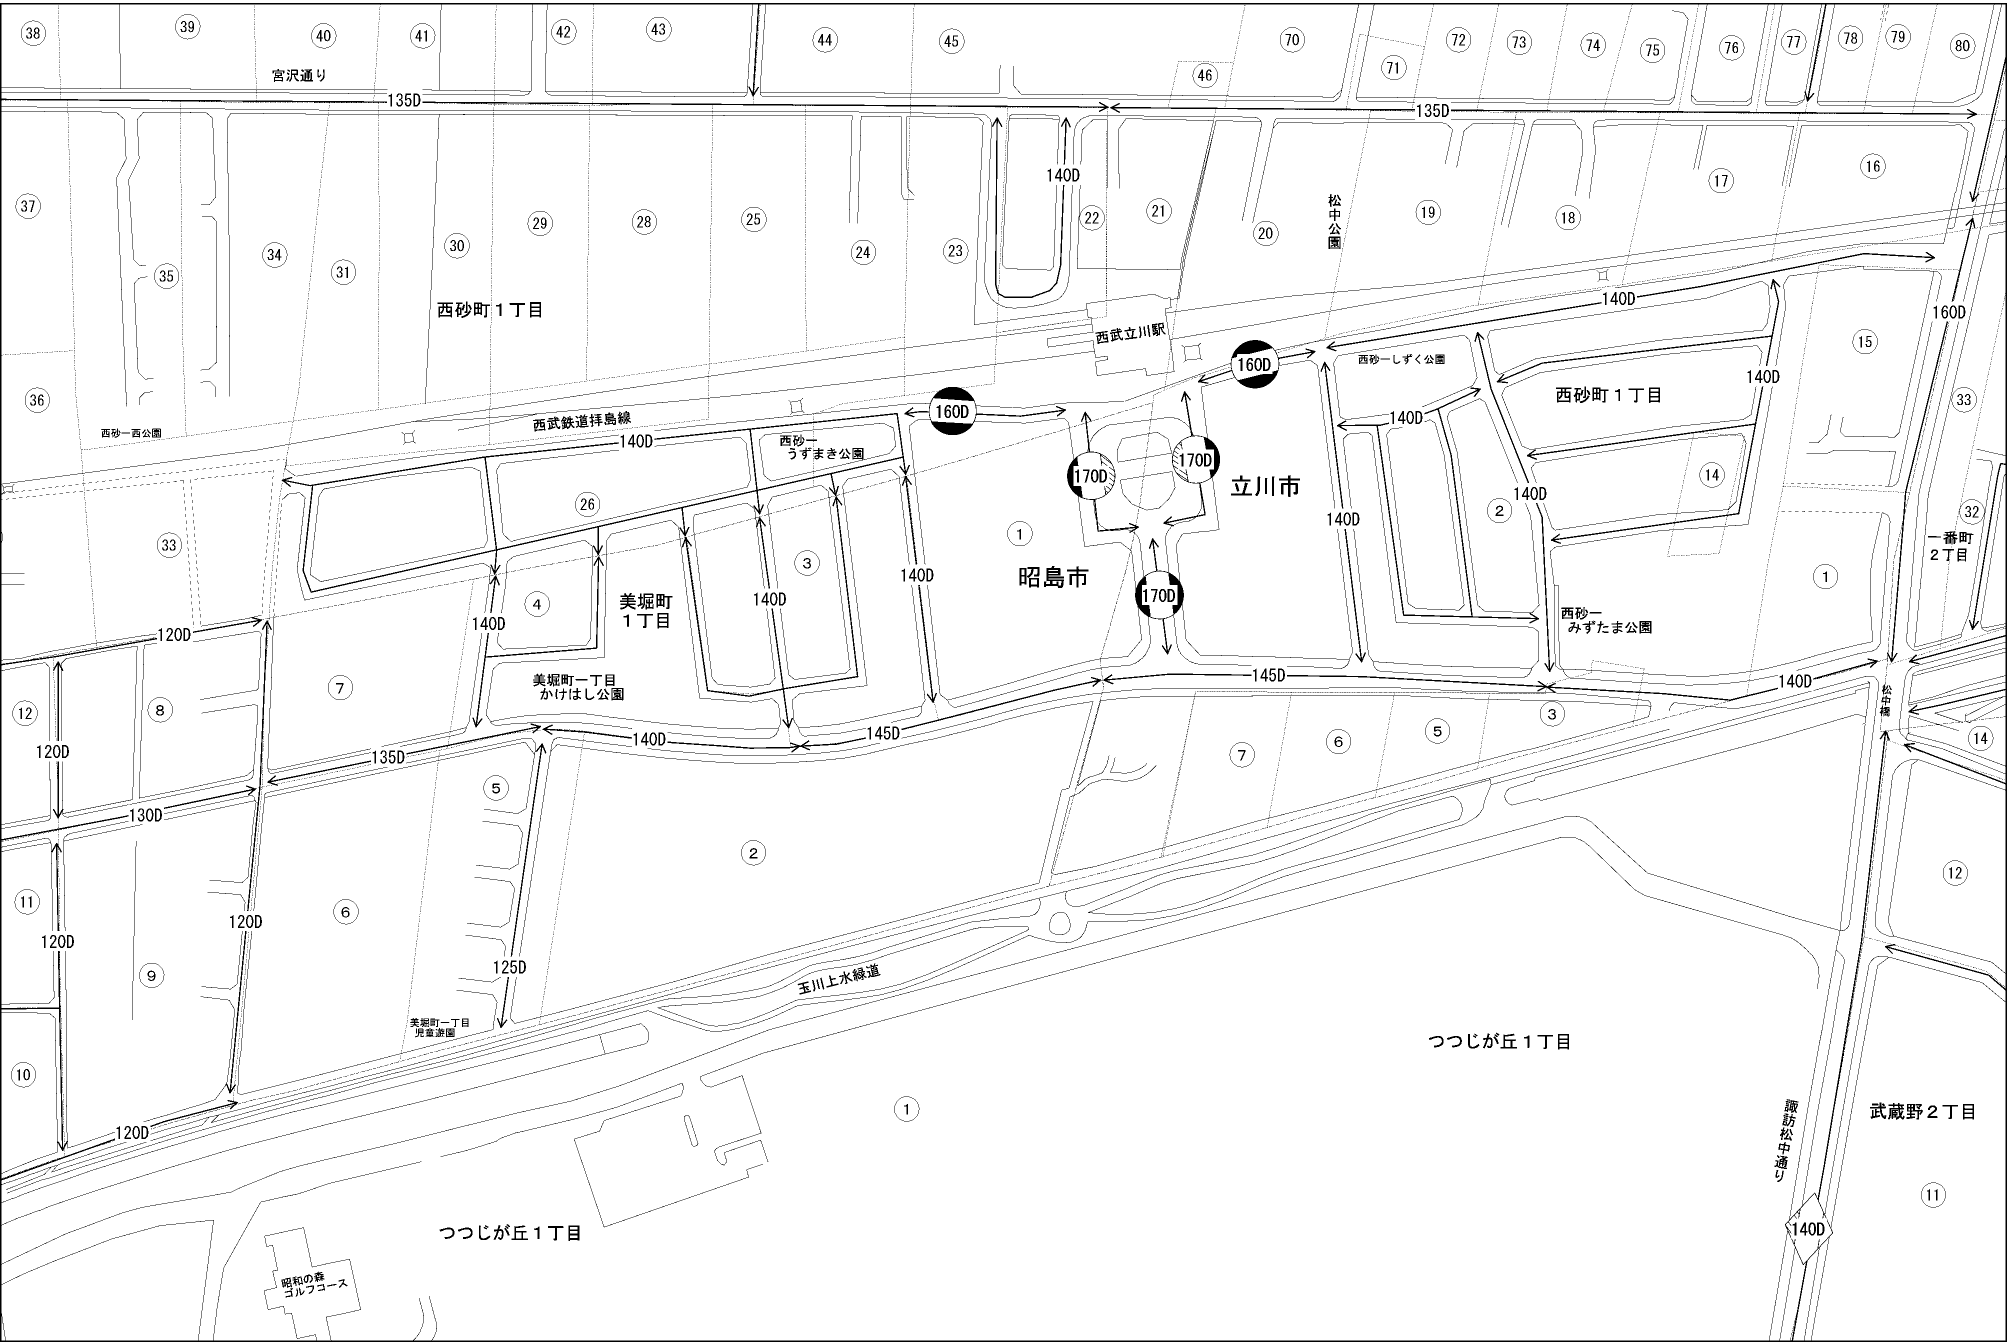 38
39
40
41
42
43
44
45
46
70
71
72
73
74
75
76
77
78
79
80
宮沢通り
135D
135D
140D
37
35
34
31
30
29
28
25
24
23
22
21
20
松中公園
19
18
17
16
西砂町1丁目
西武立川駅
140D
160D
15
36
西砂一西公園
西武鉄道拝島線
140D
160D
160D
西砂一しずく公園
西砂町1丁目
140D
33
西砂一
うずまき公園
140D
170D
170D
立川市
14
140D
2
140D
32
一番町
2丁目
26
33
3
1
昭島市
140D
140D
170D
1
4
美堀町
1丁目
140D
140D
120D
西砂一
みずたま公園
7
美堀町一丁目
かけはし公園
145D
140D
松中橋
12
8
120D
135D
140D
145D
7
6
5
3
14
130D
5
2
12
11
120D
120D
6
9
125D
玉川上水緑道
美堀町一丁目
児童遊園
つつじが丘1丁目
10
120D
1
諏訪松中通り
武蔵野2丁目
11
つつじが丘1丁目
140D
昭和の森
ゴルフコース